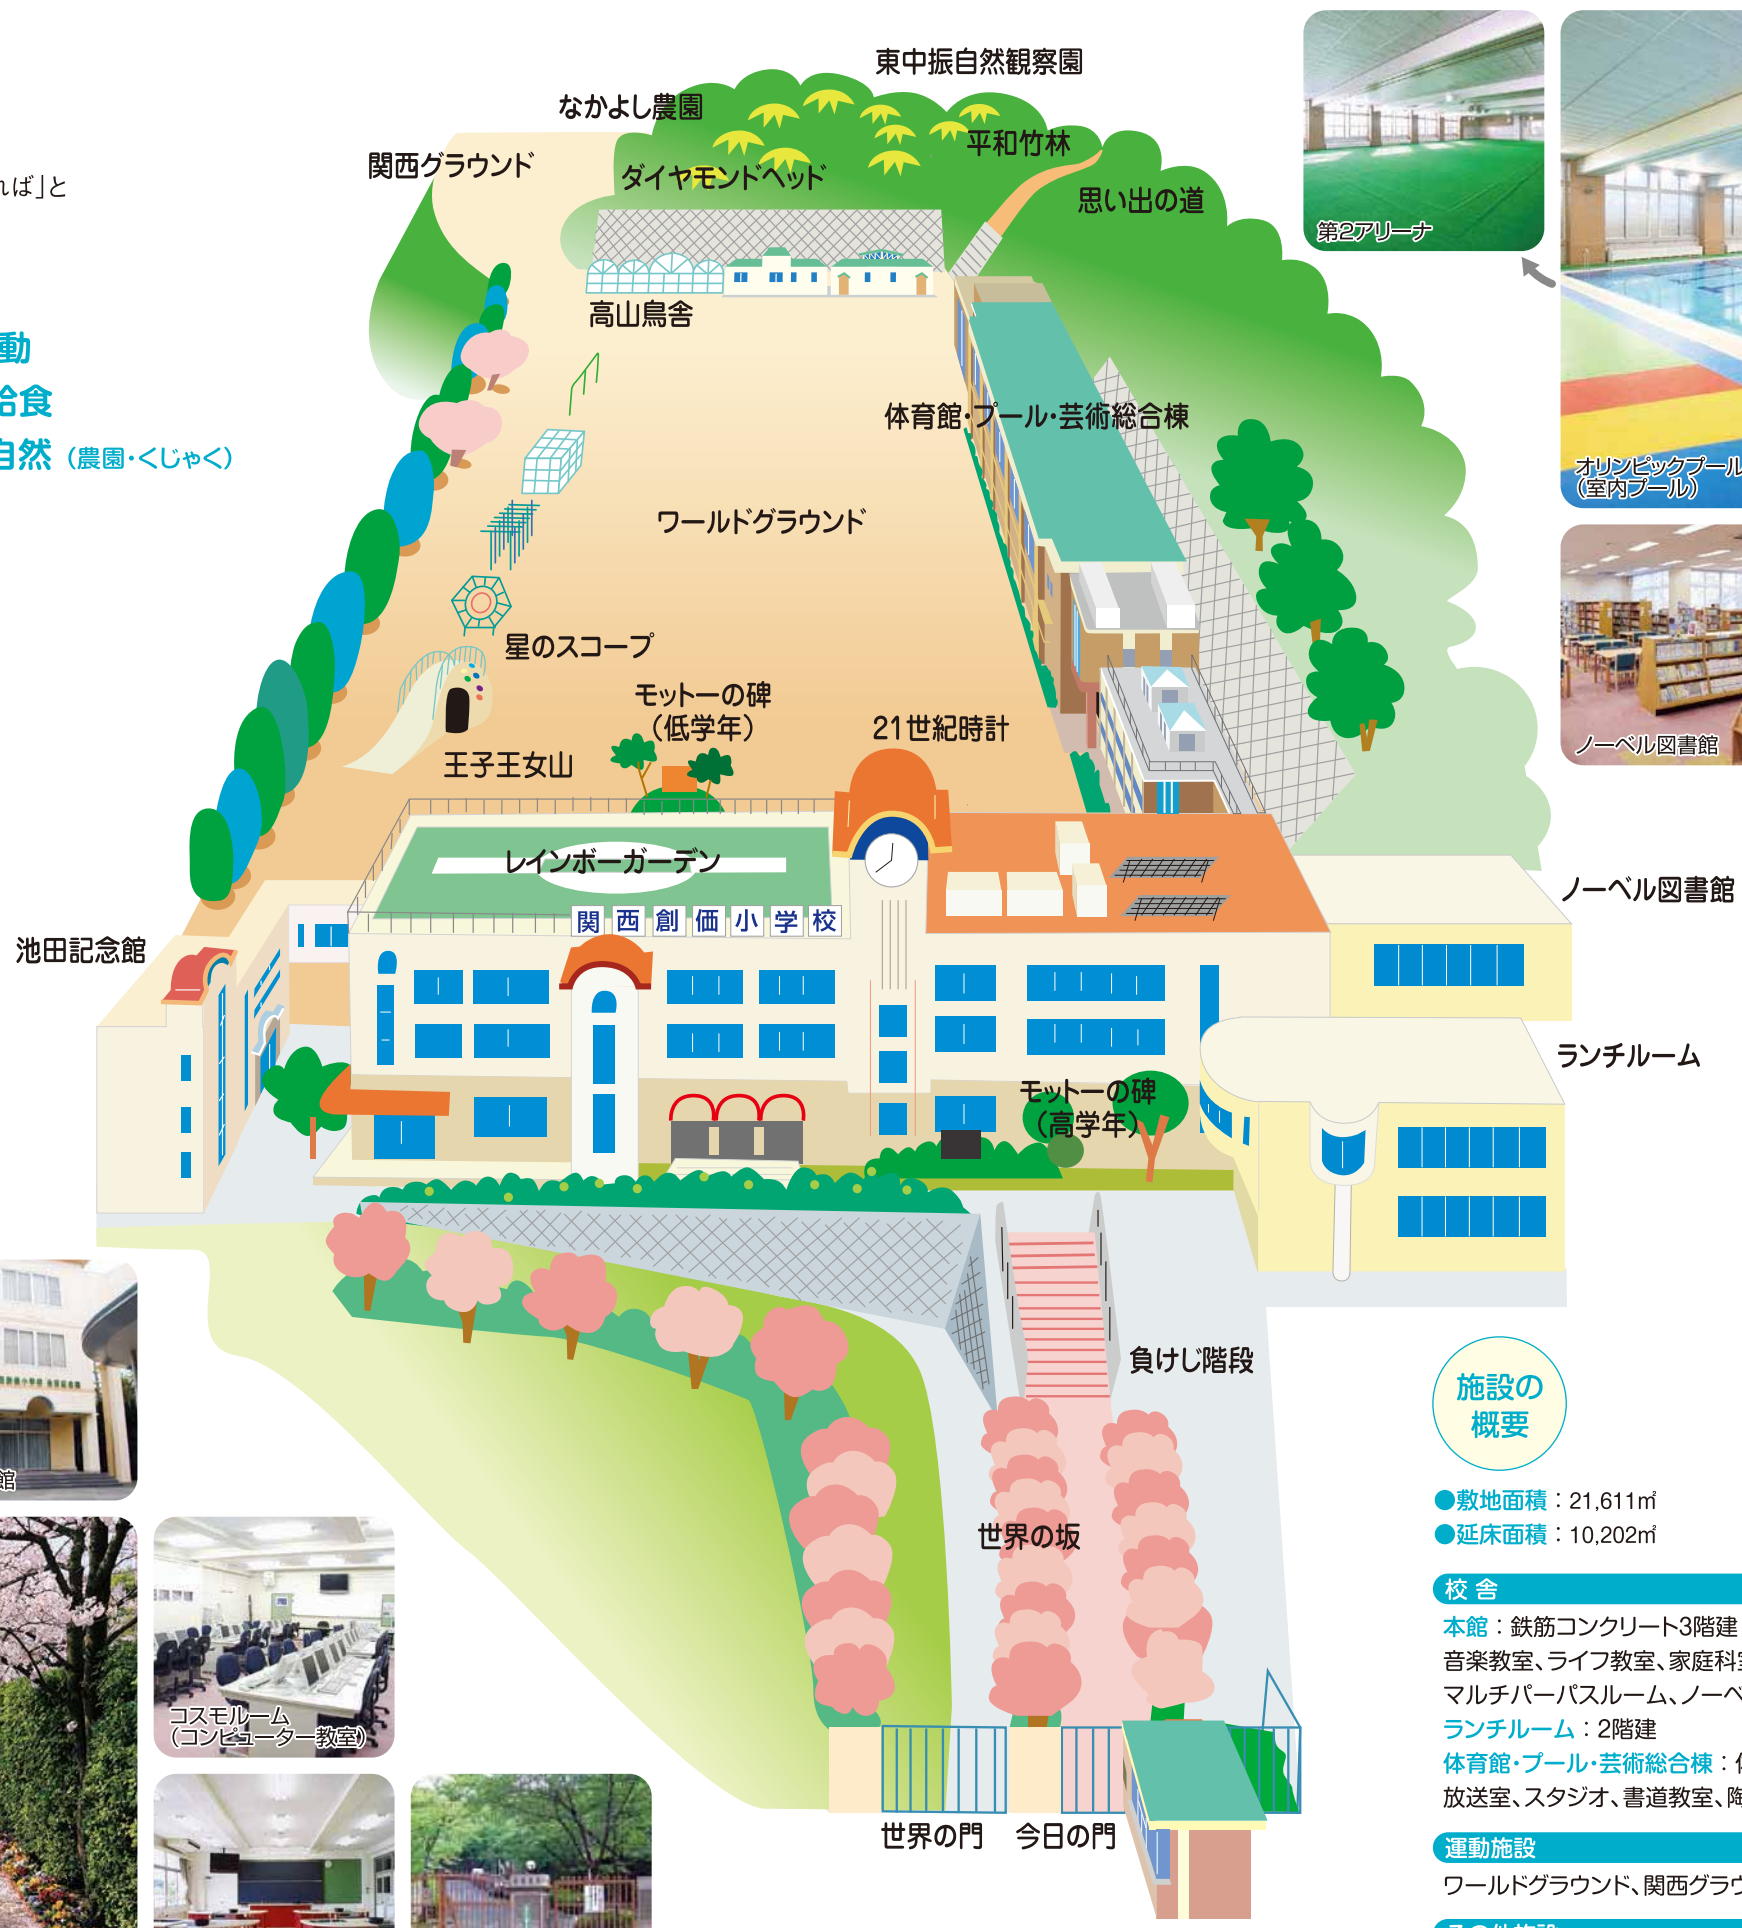 東中振自然観察園
なかよし農園
平和竹林
関西グラウンド
ダイヤモンドヘッド
思い出の道
れば」と
第2アリーナ
高山鳥舎
動
給食
自然（農園・くじゃく）
体育館・プール・芸術総合棟
オリンピックプール
（室内プール）
ワールドグラウンド
星のスコープ
モットーの碑
（低学年）
21世紀時計
王子王女山
ノーベル図書館
レインボーガーデン
関西創価小学校
ノーベル図書館
池田記念館
ランチルーム
モットーの碑
（高学年）
負けじ階段
施設の
概要
館
●敷地面積：21,611㎡
●延床面積：10,202㎡
世界の坂
校舎
本館：鉄筋コンクリート3階建
音楽教室、ライフ教室、家庭科
マルチパーパスルーム、ノーベ
ランチルーム：2階建
体育館・プール・芸術総合棟：
放送室、スタジオ、書道教室、陶
コスモルーム
（コンピューター教室）
世界の門
今日の門
運動施設
ワールドグラウンド、関西グラウ